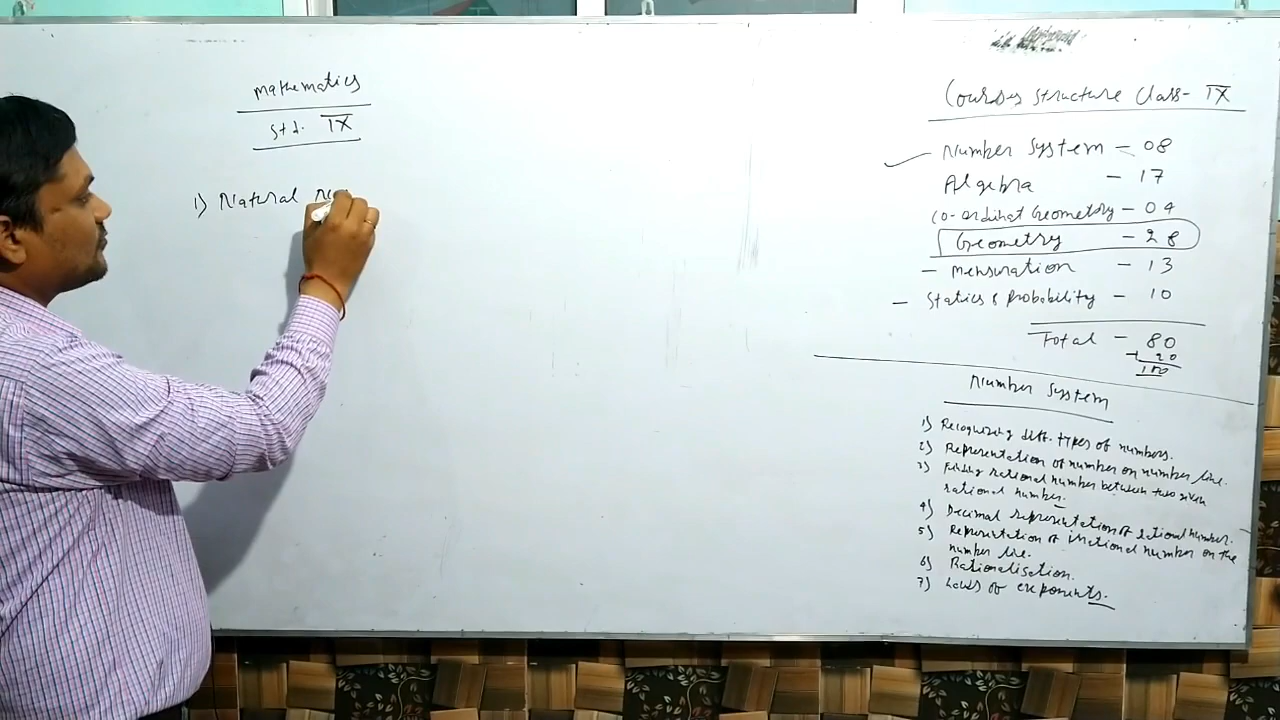 mathematics
std. IX
1) Natural
Courses structure class- IX
Number System - 08
Algebra - 17
co-ordinat Geometory - 04
Geometry - 28
- Mensuration - 13
- Statics & Probability - 10
Total - 80
+ 20
100
Number System
1) Recognizing diff. types of numbers.
2) Representation of number on number line.
3) Finding rational number between two given
rational number.
4) Decimal representation of rational number.
5) Representation of irrational number on the
number line.
6) Rationalisation.
7) Laws of exponents.